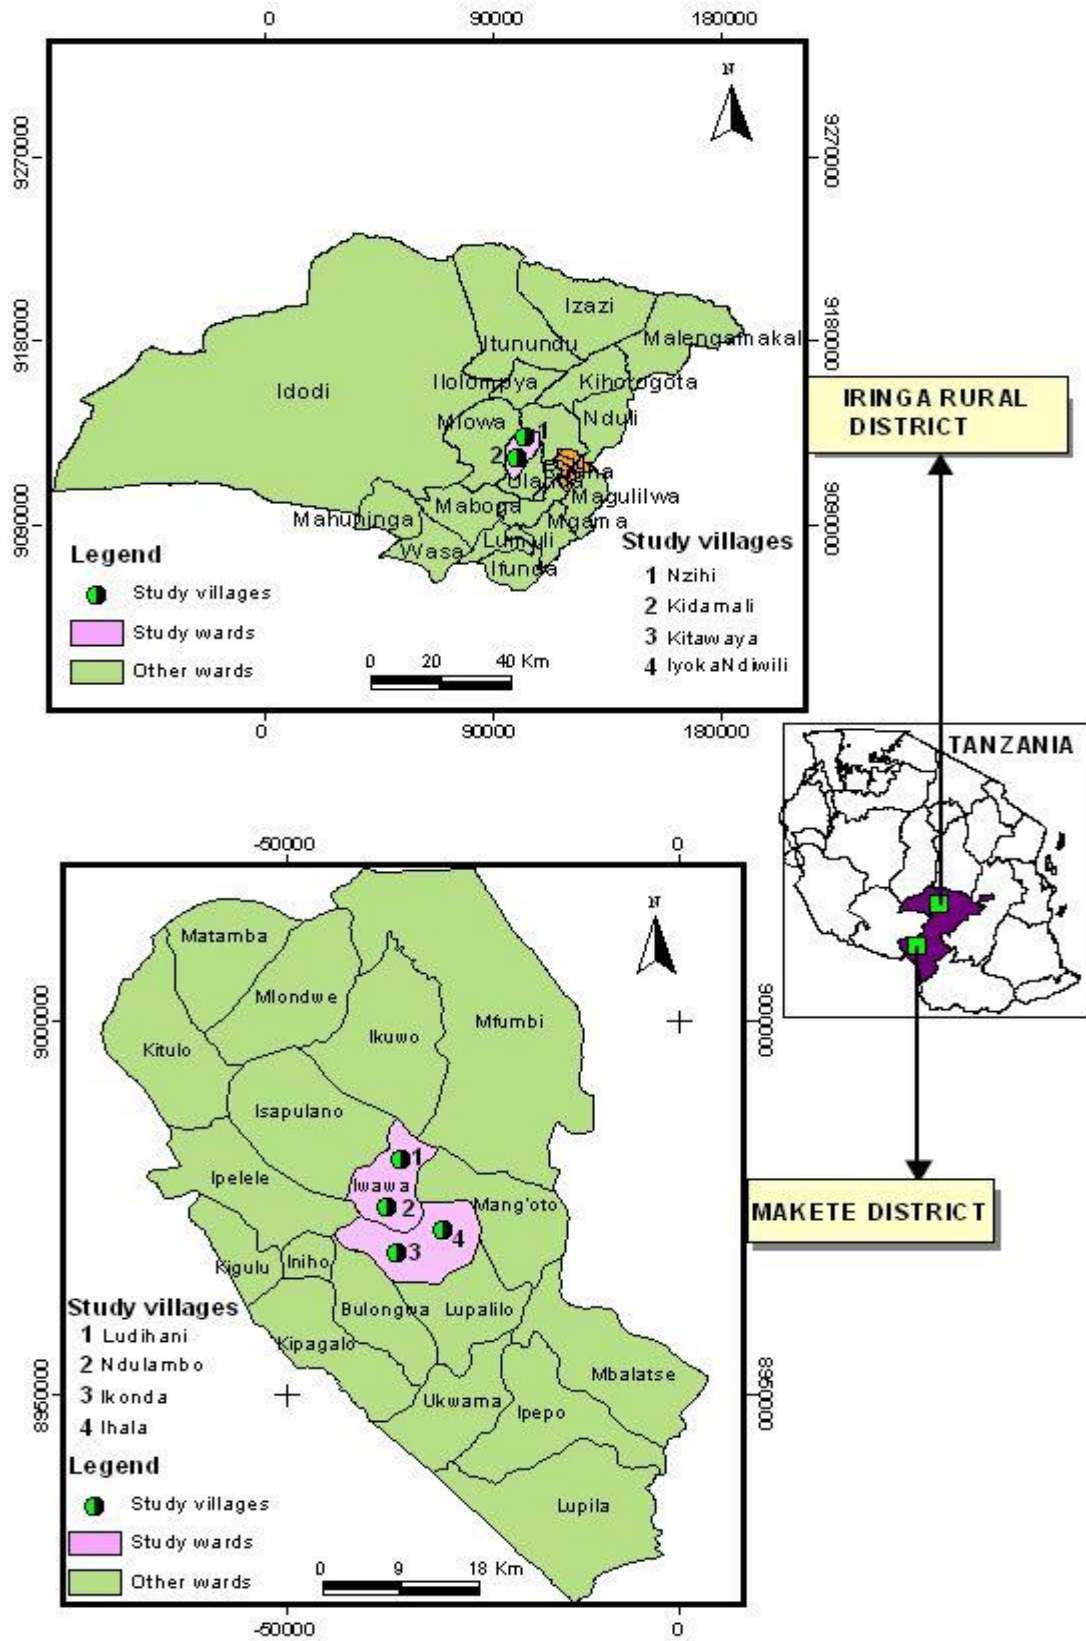 0 90000 180000
N
9270000 9270000
Izazi
9180000 Itunundu Malengamakal 9180000
Idodi Ilolompya Kihorogota
Mlowa Nduli
1
2
Ulanda
Magulilwa
Maboga
Mahuninga Mgama
9090000 9090000
Wasa Lumuli
Ifunda
Legend
Study villages
Study wards
Other wards
0 20 40 Km
Study villages
1 Nzihi
2 Kidamali
3 Kitawaya
4 IyokaNdiwili
0 90000 180000
IRINGA RURAL
DISTRICT
TANZANIA
MAKETE DISTRICT
-50000 0
N
Matamba
Mlondwe
9000000 Mfumbi 9000000
Kitulo Ikuwo
Isapulano
1
Ipelele Iwawa
2 Mang'oto
4
3
Kigulu Iniho
Bulongwa Lupalilo
Kipagalo
Mbalatse
Ukwama Ipepo
8950000 8950000
Lupila
Study villages
1 Ludihani
2 Ndulambo
3 Ikonda
4 Ihala
Legend
Study villages
Study wards
Other wards
0 9 18 Km
-50000 0